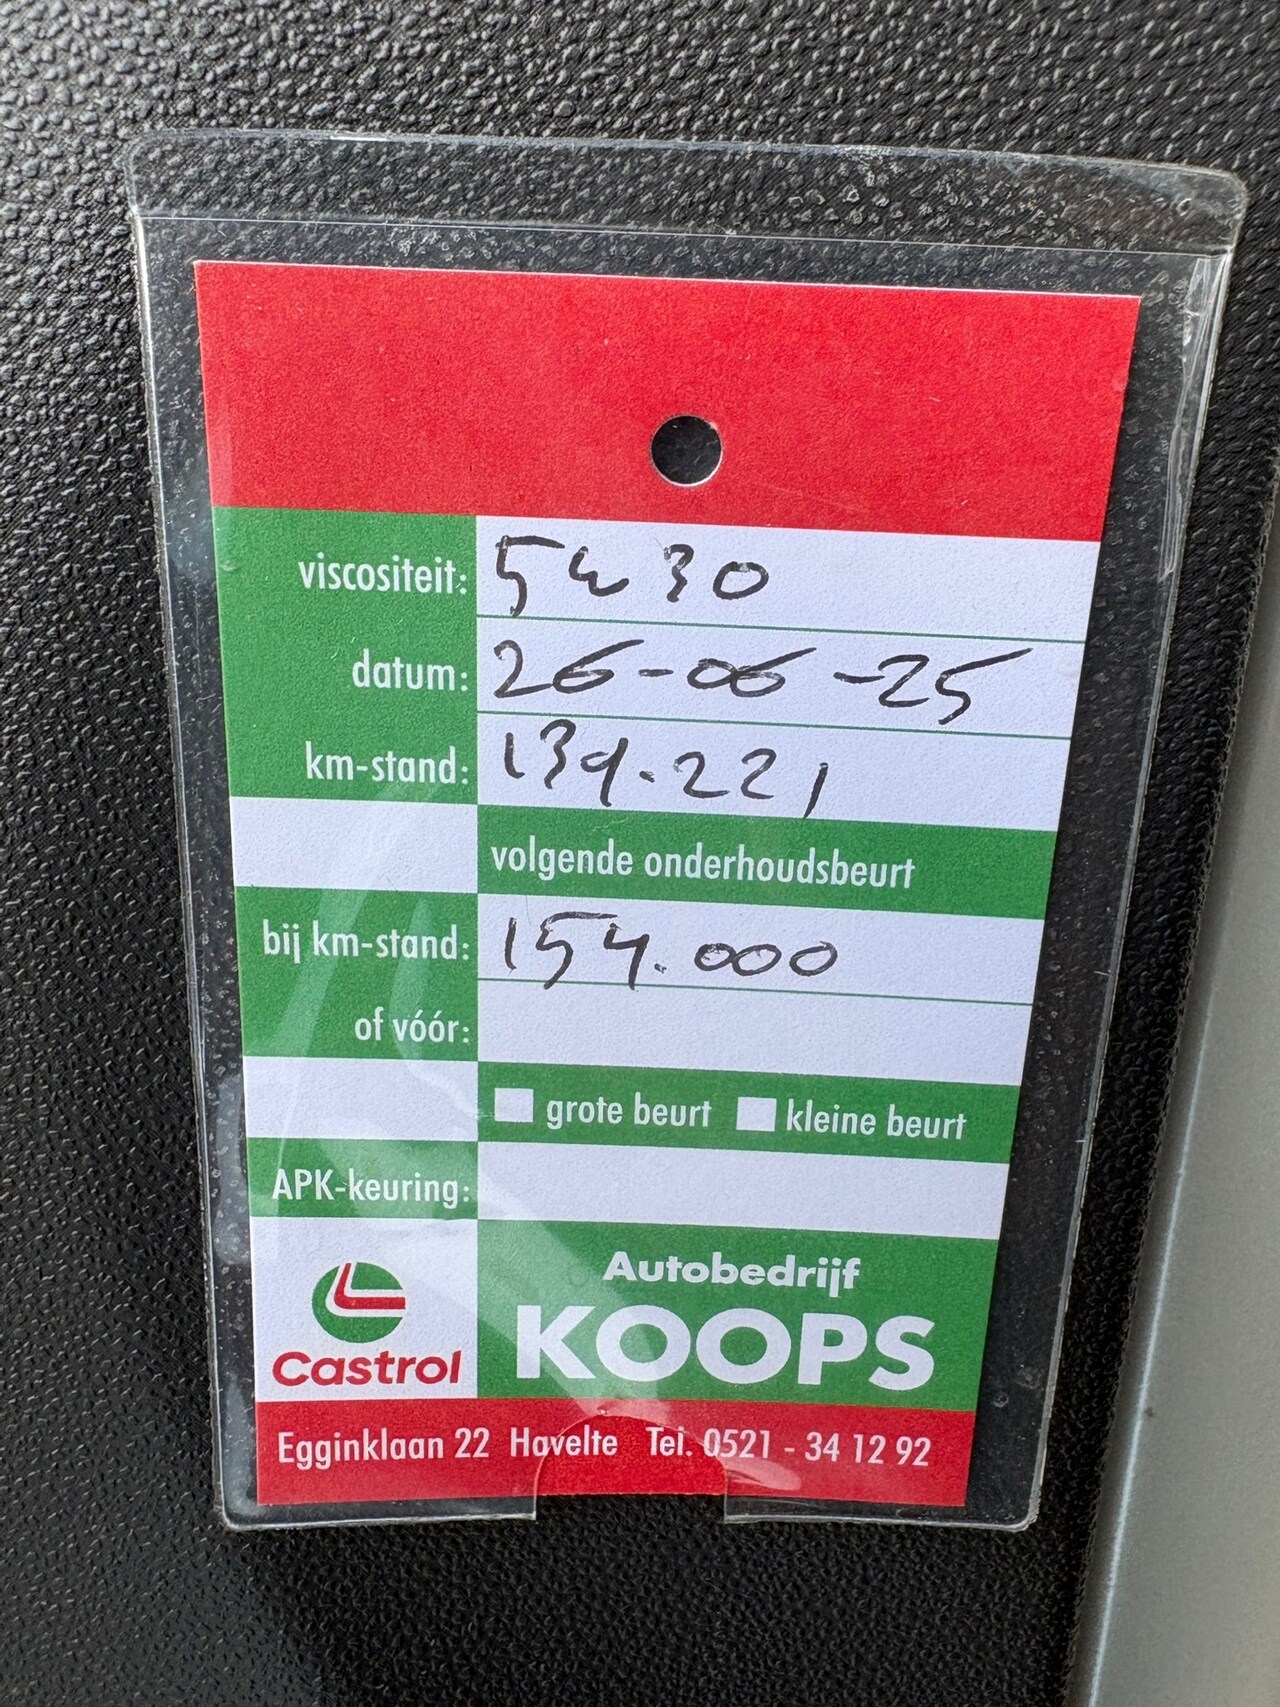 viscositeit: 5w30
datum: 26-06-25
km-stand: 139.221
volgende onderhoudsbeurt
bij km-stand: 154.000
of vóór:
grote beurt kleine beurt
APK-keuring:
Castrol
Autobedrijf
KOOPS
Egginklaan 22 Havelte Tel. 0521 - 34 12 92